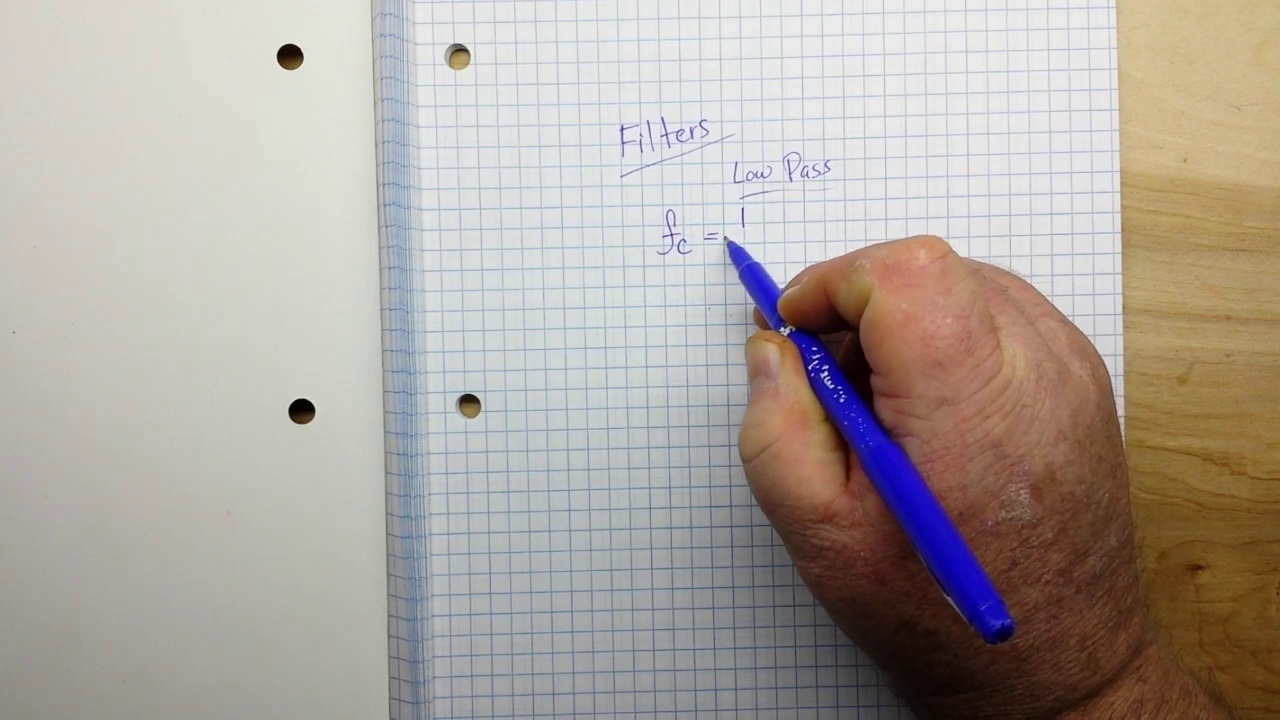 Filters
Low Pass
fc = 1